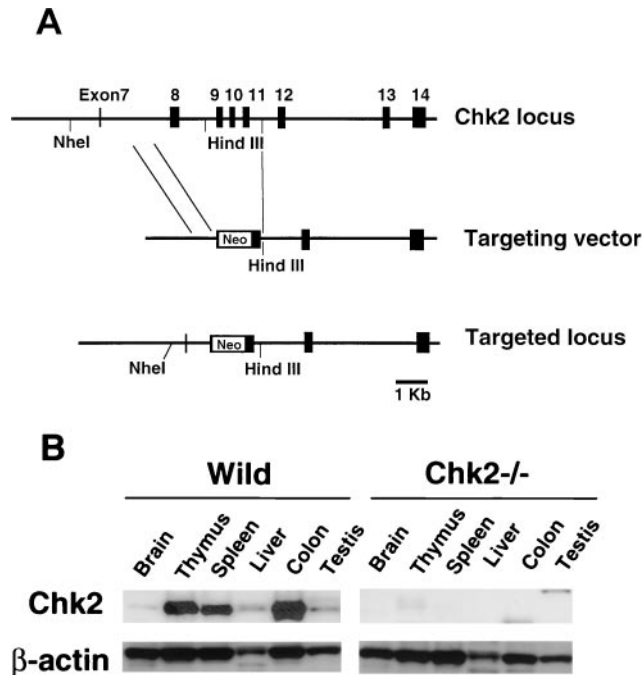 A
Exon7 8 9 10 11 12 13 14
Chk2 locus
NheI Hind III
Neo
Targeting vector
Hind III
Targeted locus
Neo
NheI Hind III
1 Kb
B
Wild Chk2-/-
Brain Thymus Spleen Liver Colon Testis Brain Thymus Spleen Liver Colon Testis
Chk2
β-actin